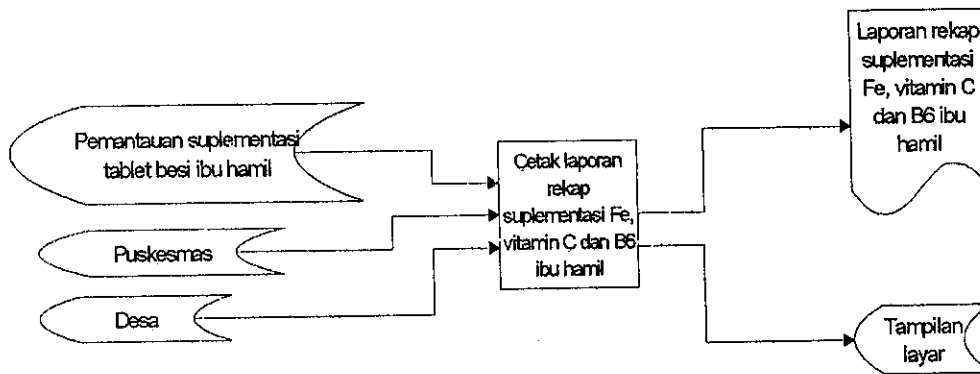 Pemantauan suplementasi
tablet besi ibu hamil
Puskesmas
Desa
Cetak laporan
rekap
suplementasi Fe,
vitamin C dan B6
ibu hamil
Laporan rekap
suplementasi
Fe, vitamin C
dan B6 ibu
hamil
Tampilan
layar